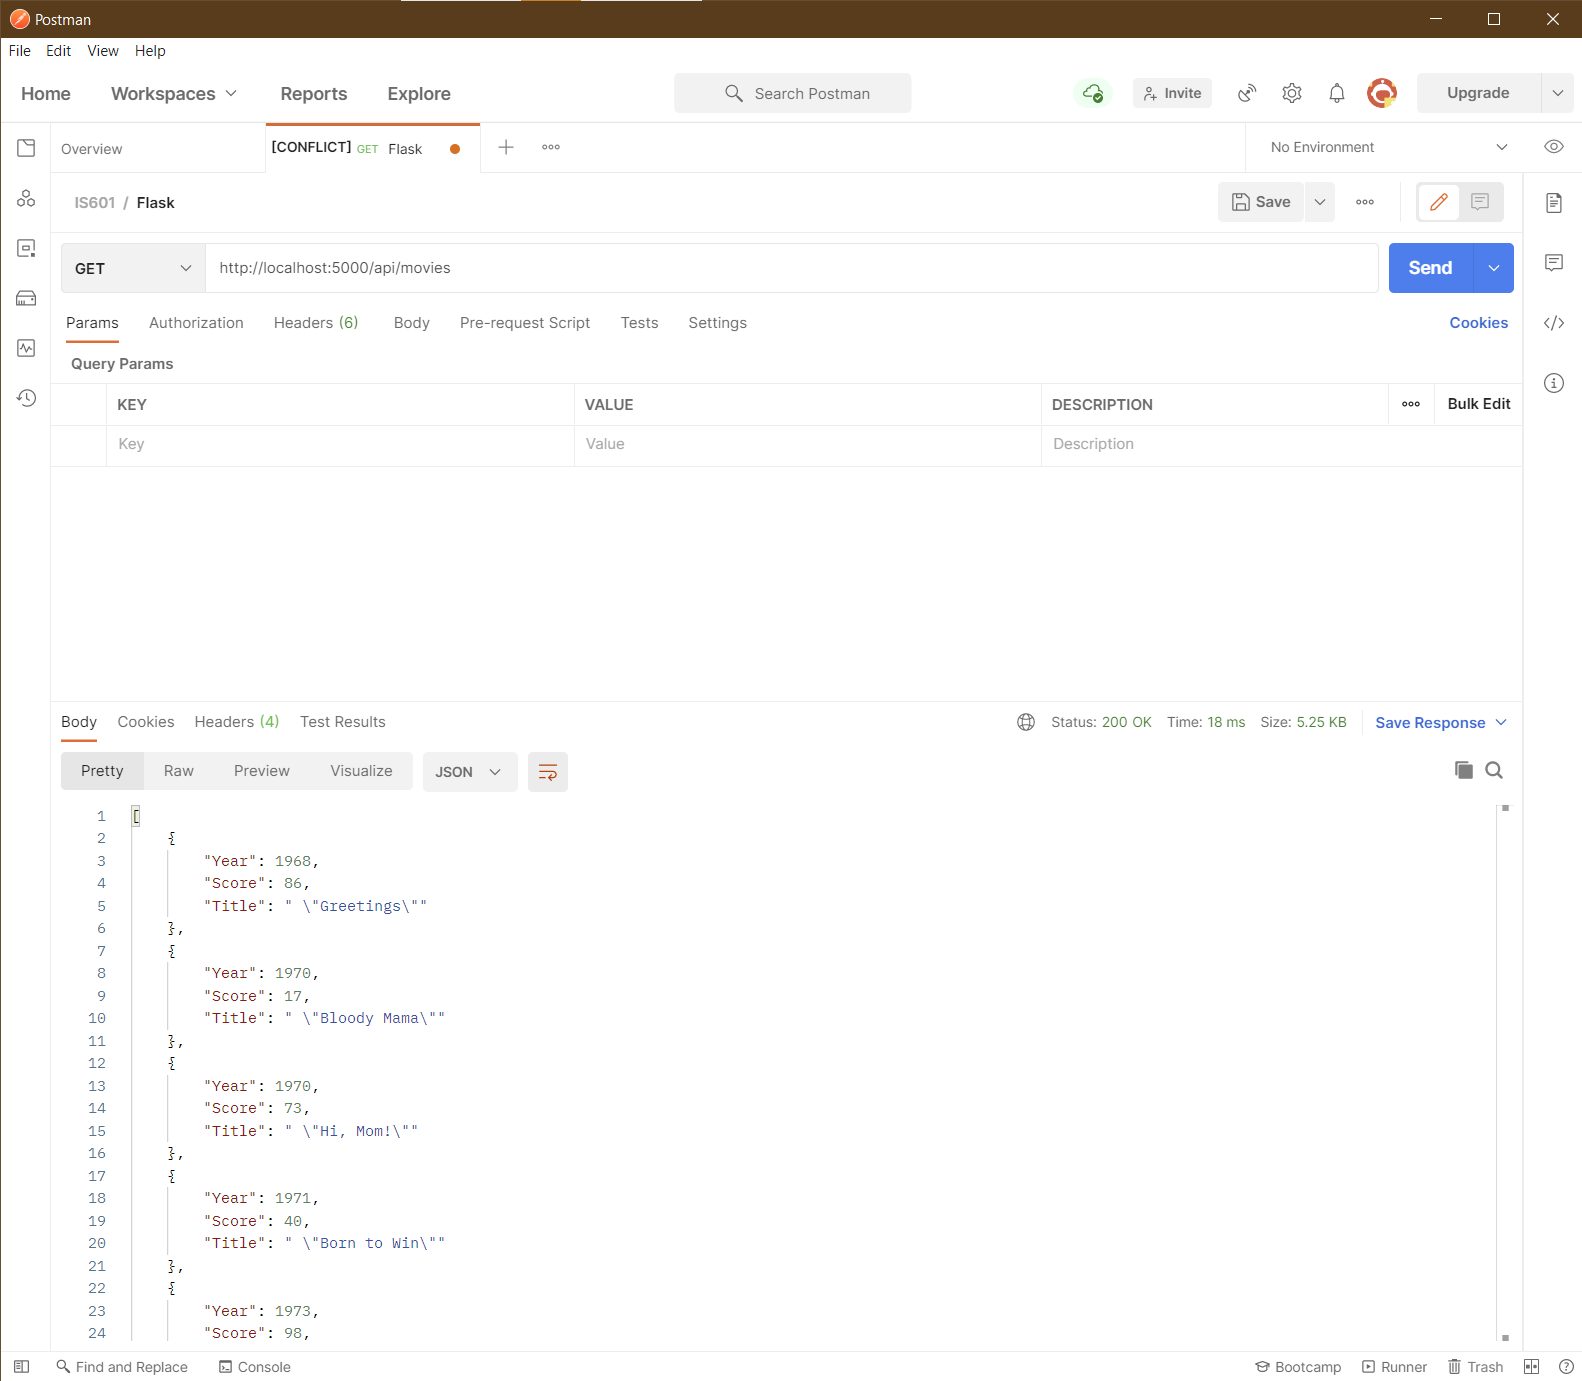 Postman
File Edit View Help
Home Workspaces Reports Explore Search Postman Invite Upgrade
Overview [CONFLICT] GET Flask No Environment
IS601 / Flask Save
GET http://localhost:5000/api/movies Send
Params Authorization Headers (6) Body Pre-request Script Tests Settings Cookies
Query Params
KEY VALUE DESCRIPTION Bulk Edit
Key Value Description
Body Cookies Headers (4) Test Results Status: 200 OK Time: 18 ms Size: 5.25 KB Save Response
Pretty Raw Preview Visualize JSON
1 [
2 {
3 "Year": 1968,
4 "Score": 86,
5 "Title": " \"Greetings\""
6 },
7 {
8 "Year": 1970,
9 "Score": 17,
10 "Title": " \"Bloody Mama\""
11 },
12 {
13 "Year": 1970,
14 "Score": 73,
15 "Title": " \"Hi, Mom!\""
16 },
17 {
18 "Year": 1971,
19 "Score": 40,
20 "Title": " \"Born to Win\""
21 },
22 {
23 "Year": 1973,
24 "Score": 98,
Find and Replace Console Bootcamp Runner Trash